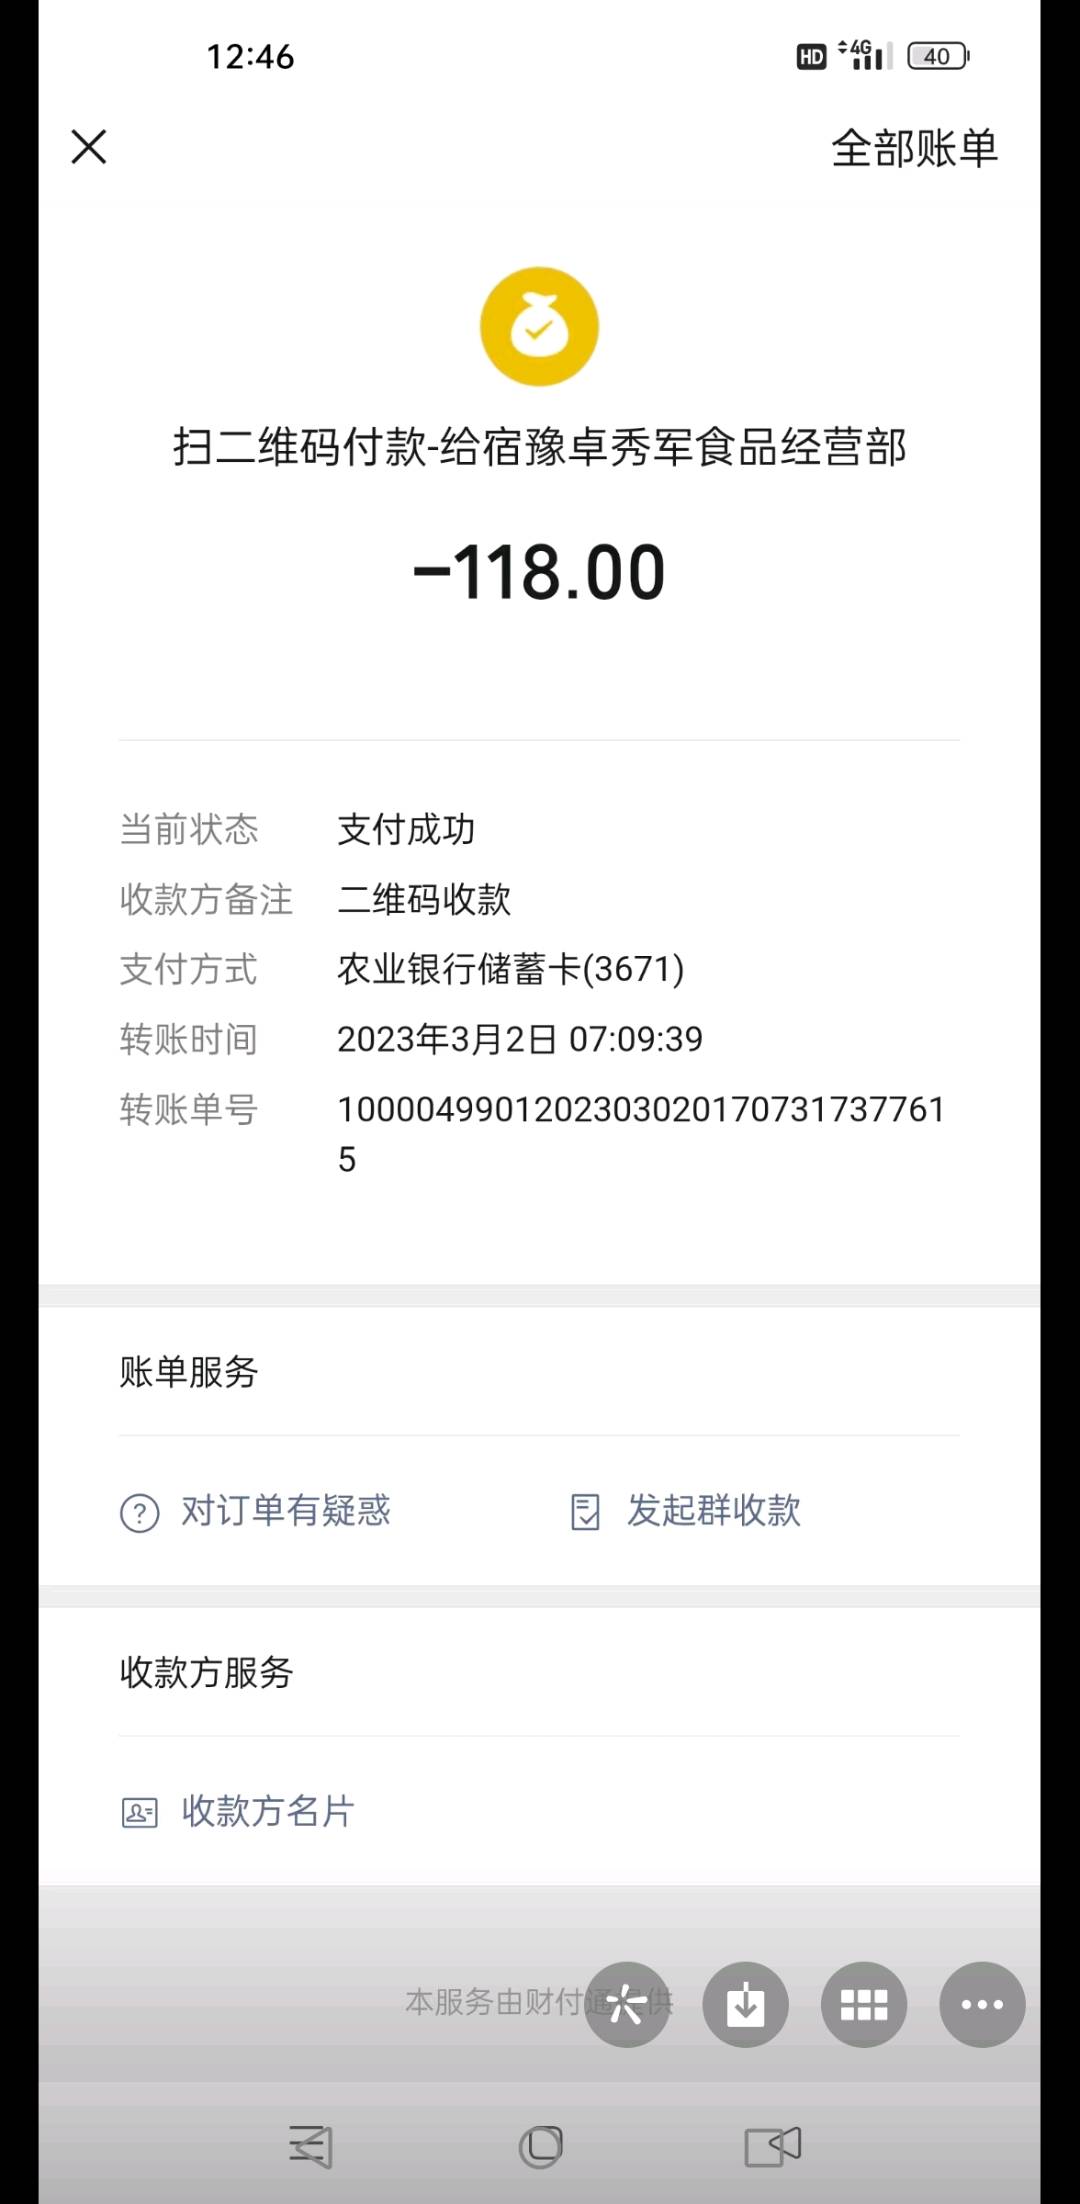 12:46
HD 4G 40
全部账单
扫二维码付款-给宿豫卓秀军食品经营部
-118.00
当前状态 支付成功
收款方备注 二维码收款
支付方式 农业银行储蓄卡(3671)
转账时间 2023年3月2日 07:09:39
转账单号 100004990120230302017073173761
5
账单服务
对订单有疑惑 发起群收款
收款方服务
收款方名片
本服务由财付通提供